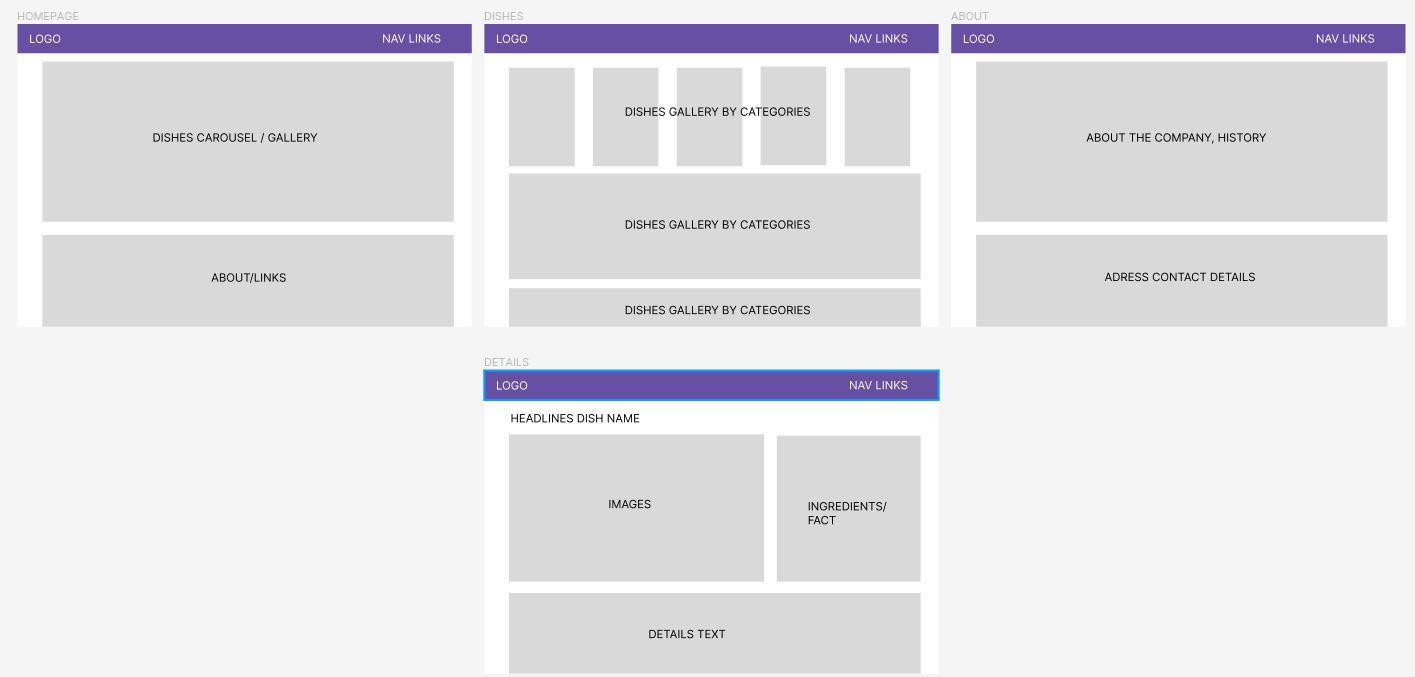 HOMEPAGE
LOGO
NAV LINKS
DISHES CAROUSEL / GALLERY
ABOUT/LINKS
DISHES
LOGO
NAV LINKS
DISHES GALLERY BY CATEGORIES
DISHES GALLERY BY CATEGORIES
DISHES GALLERY BY CATEGORIES
ABOUT
LOGO
NAV LINKS
ABOUT THE COMPANY, HISTORY
ADRESS CONTACT DETAILS
DETAILS
LOGO
NAV LINKS
HEADLINES DISH NAME
IMAGES
INGREDIENTS/
FACT
DETAILS TEXT